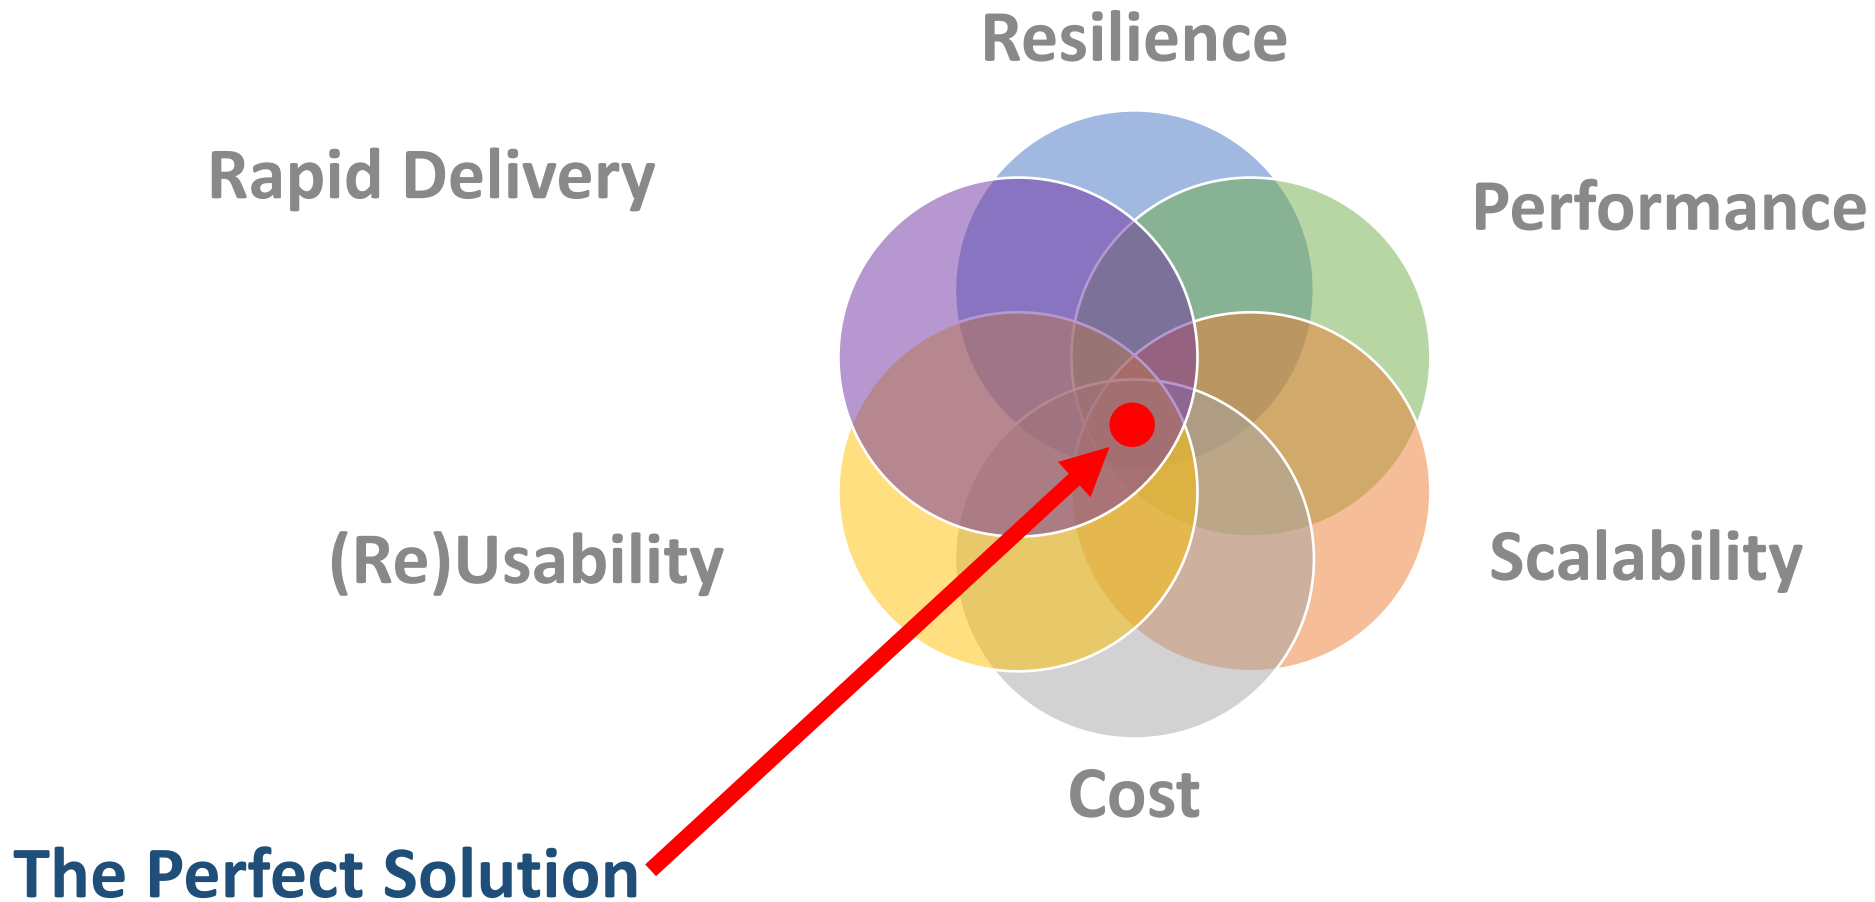 Resilience
Rapid Delivery
Performance
(Re)Usability
Scalability
Cost
The Perfect Solution